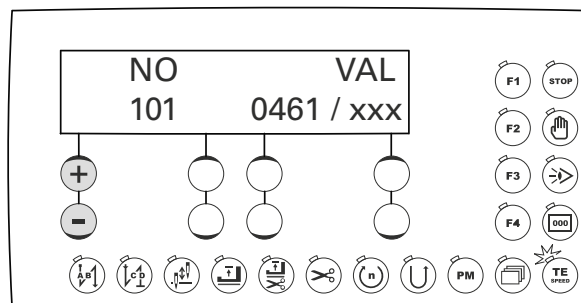 NO VAL
101 0461 / xxx
F1 STOP
+
F2
F3
-
F4 000
A B C D n PM TE
SPEED